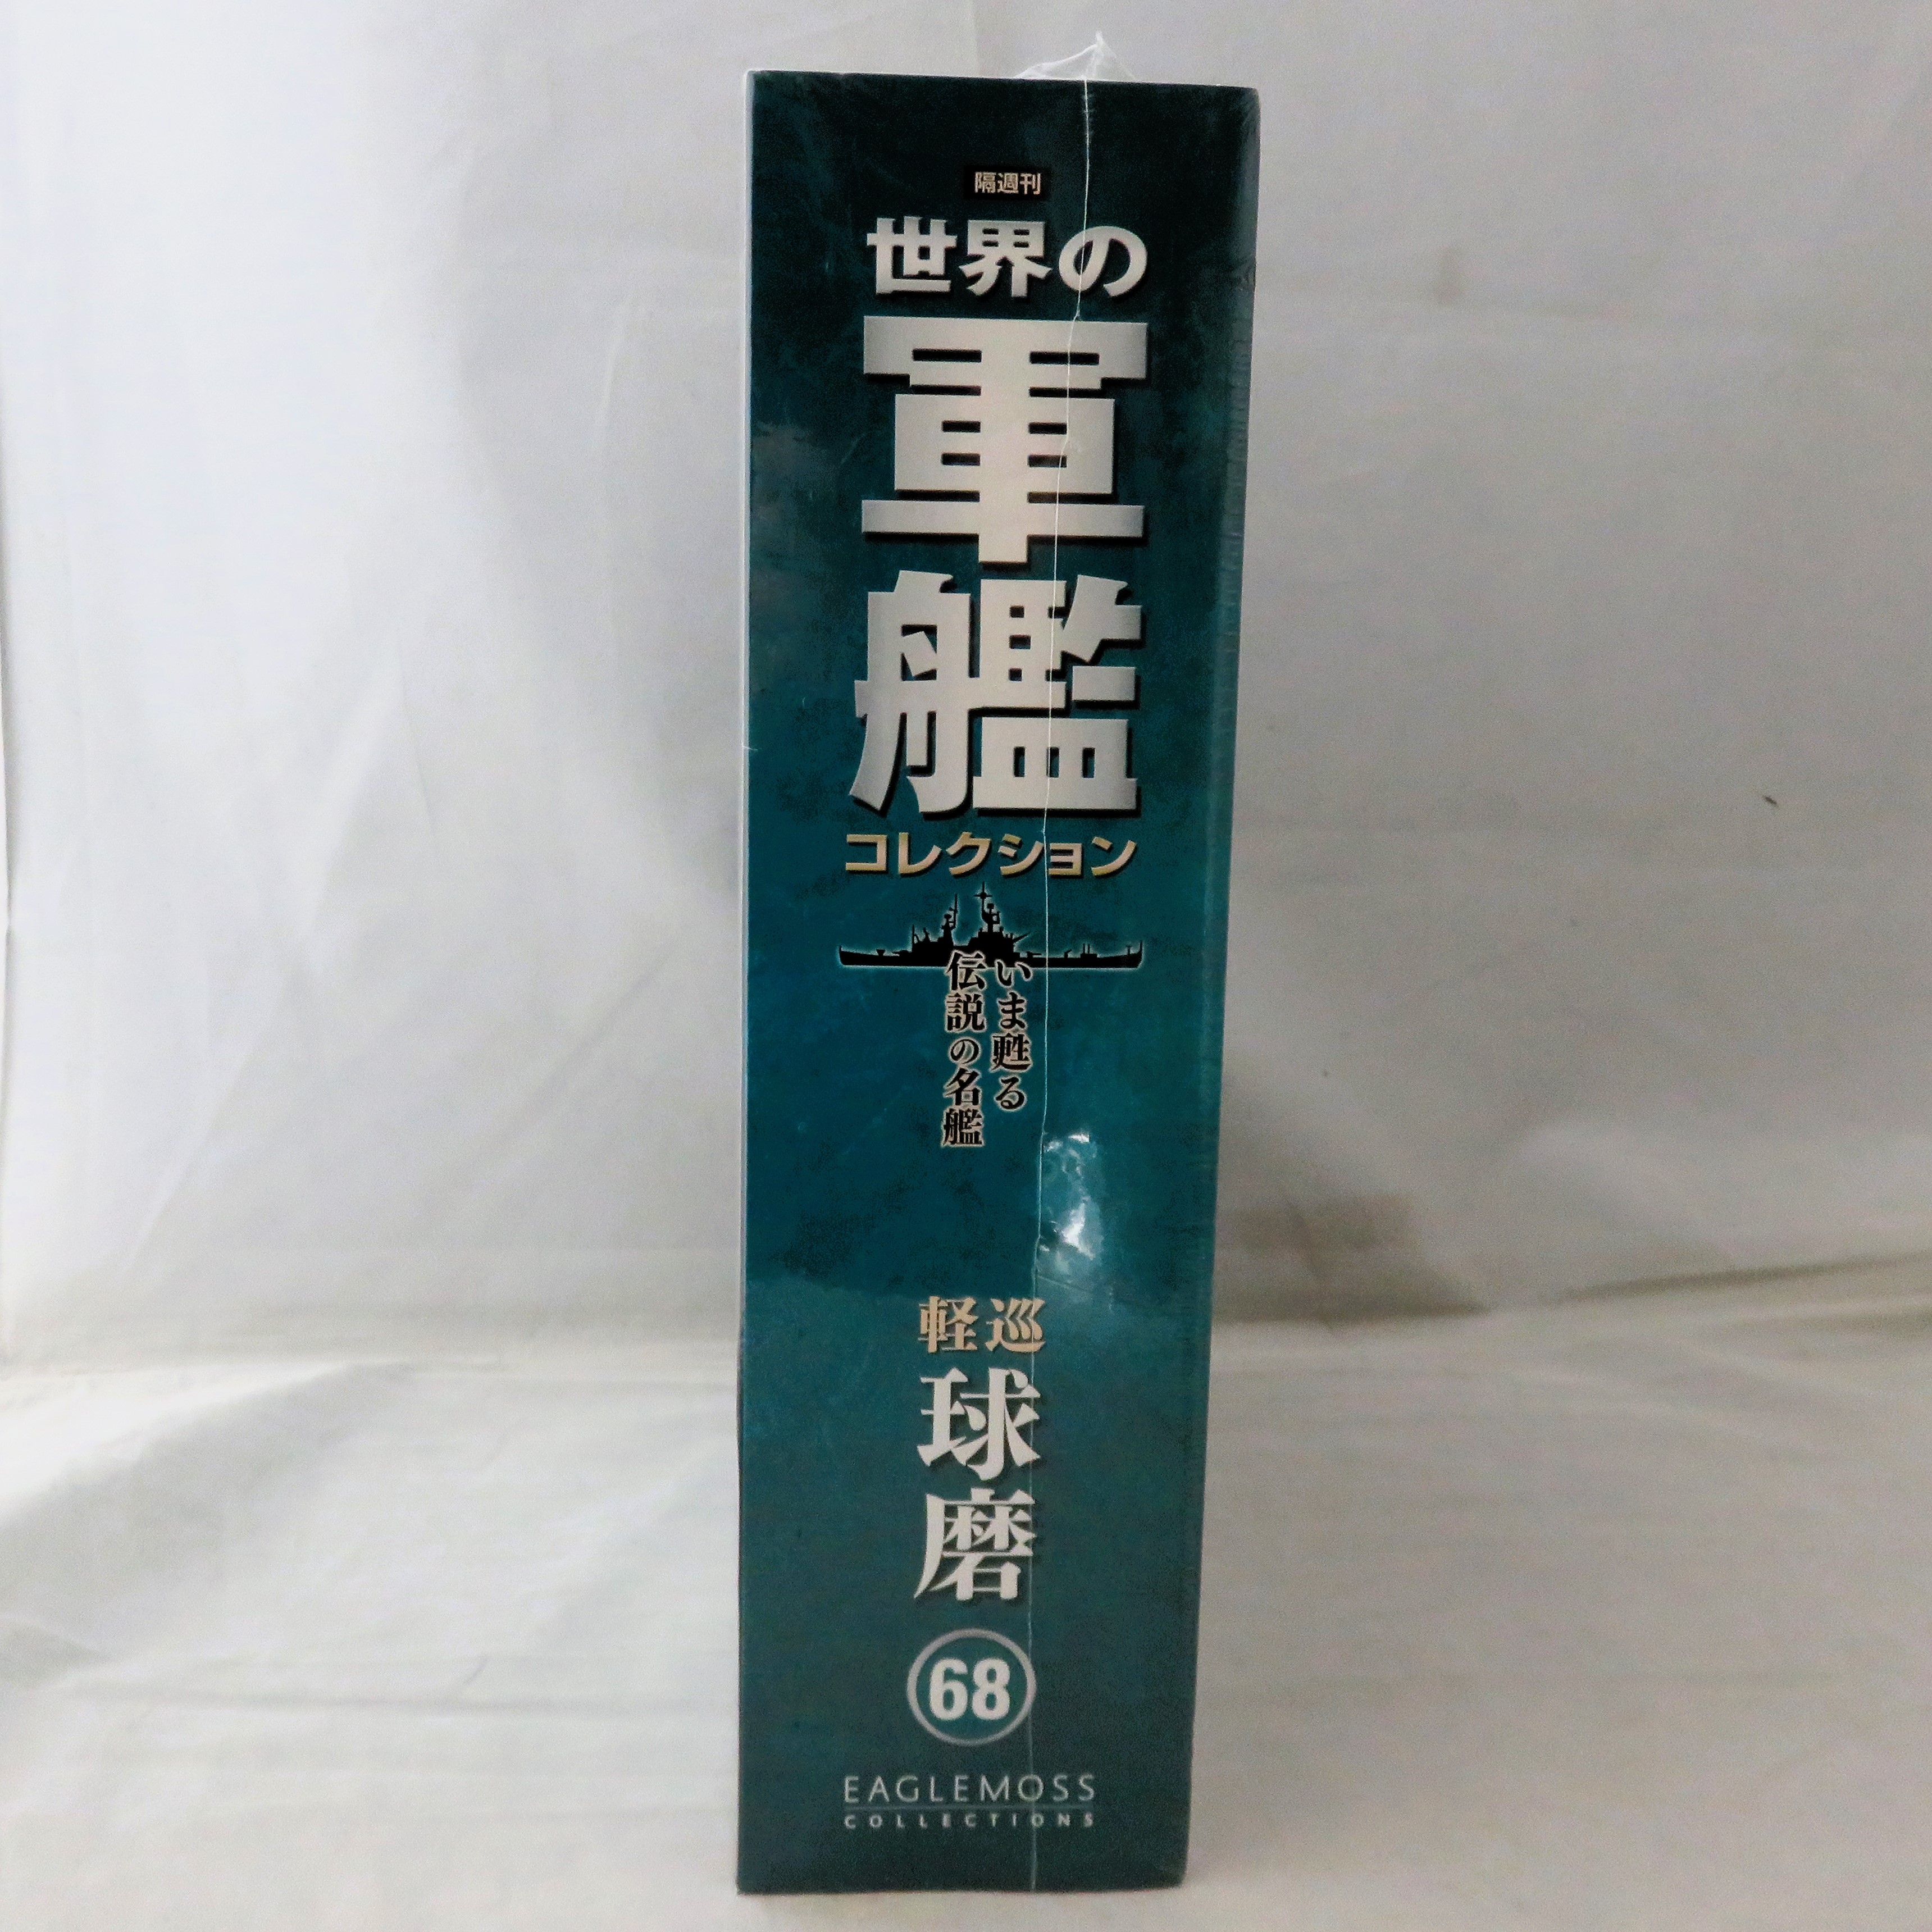 隔週刊
世界の
軍艦
コレクション
いま甦る
伝説の名艦
軽巡
球磨
68
EAGLEMOSS
COLLECTIONS